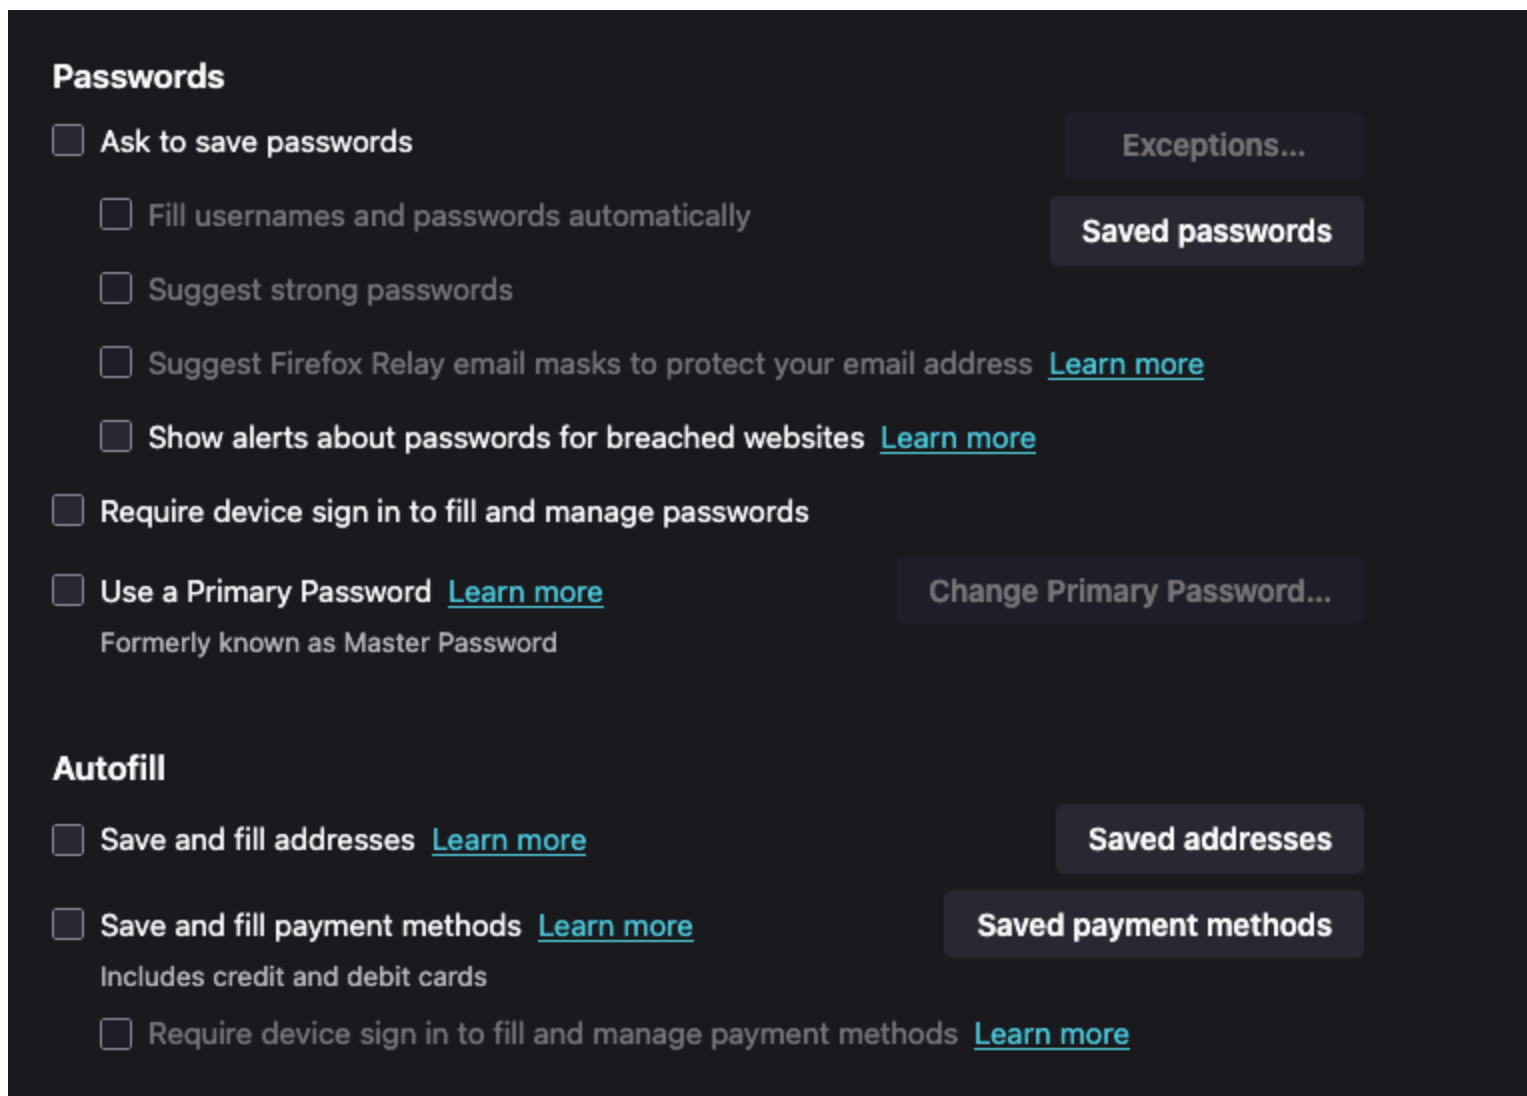 Passwords
Ask to save passwords
Exceptions...
Fill usernames and passwords automatically
Saved passwords
Suggest strong passwords
Suggest Firefox Relay email masks to protect your email address Learn more
Show alerts about passwords for breached websites Learn more
Require device sign in to fill and manage passwords
Use a Primary Password Learn more
Change Primary Password...
Formerly known as Master Password
Autofill
Save and fill addresses Learn more
Saved addresses
Save and fill payment methods Learn more
Saved payment methods
Includes credit and debit cards
Require device sign in to fill and manage payment methods Learn more